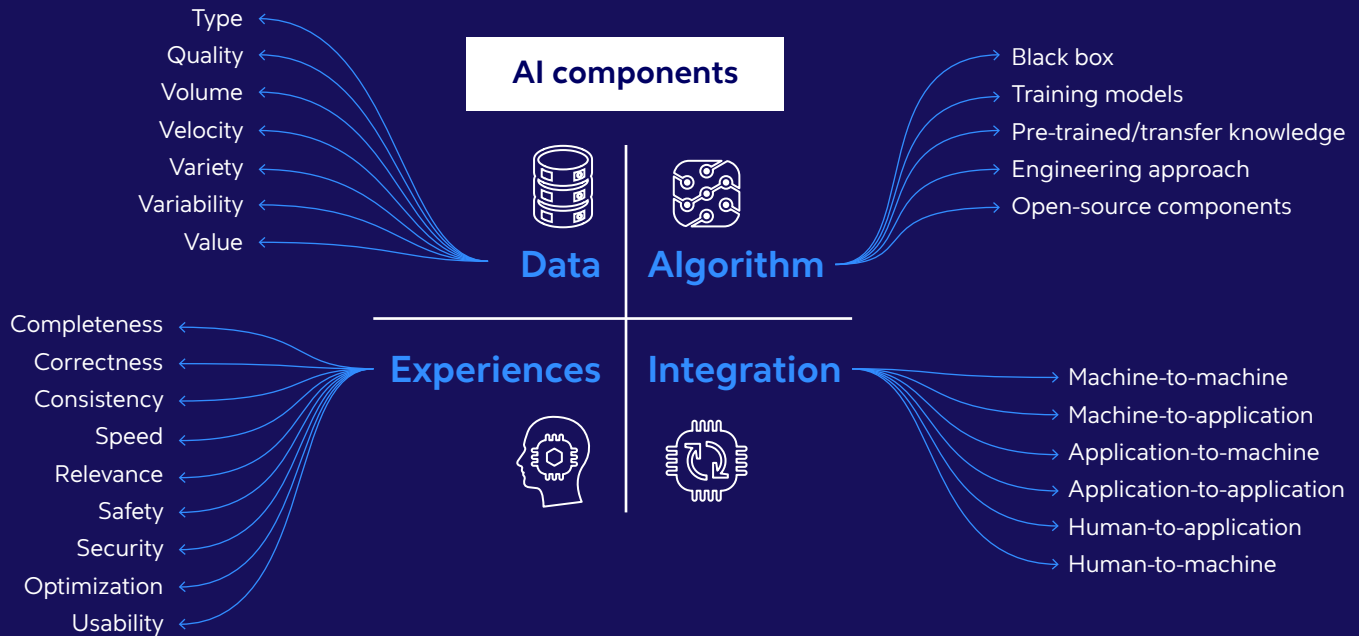 AI components
Type
Quality
Volume
Velocity
Variety
Variability
Value
Data
Black box
Training models
Pre-trained/transfer knowledge
Engineering approach
Open-source components
Algorithm
Completeness
Correctness
Consistency
Speed
Relevance
Safety
Security
Optimization
Usability
Experiences
Integration
Machine-to-machine
Machine-to-application
Application-to-machine
Application-to-application
Human-to-application
Human-to-machine